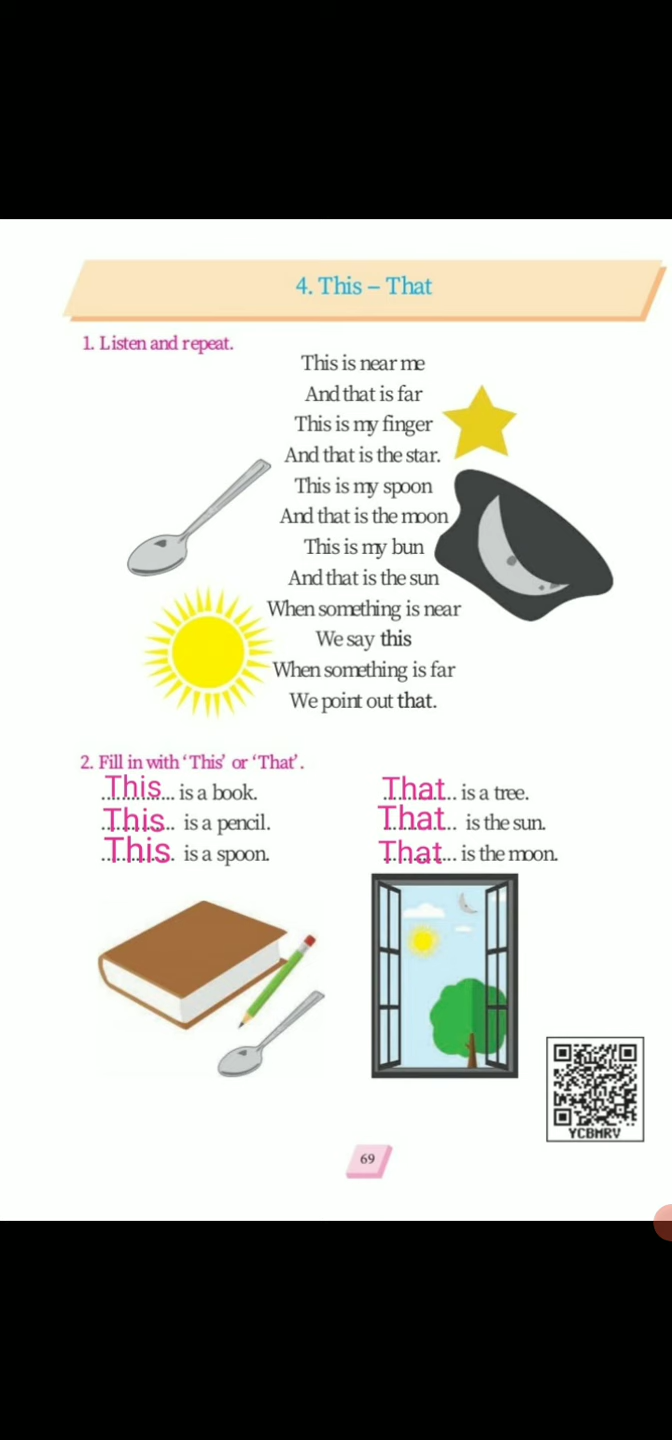 4. This – That
1. Listen and repeat.
This is near me
And that is far
This is my finger
And that is the star.
This is my spoon
And that is the moon
This is my bun
And that is the sun
When something is near
We say this
When something is far
We point out that.
2. Fill in with ‘This’ or ‘That’.
This is a book.
That is a tree.
This is a pencil.
That is the sun.
This is a spoon.
That is the moon.
YCBMRV
69